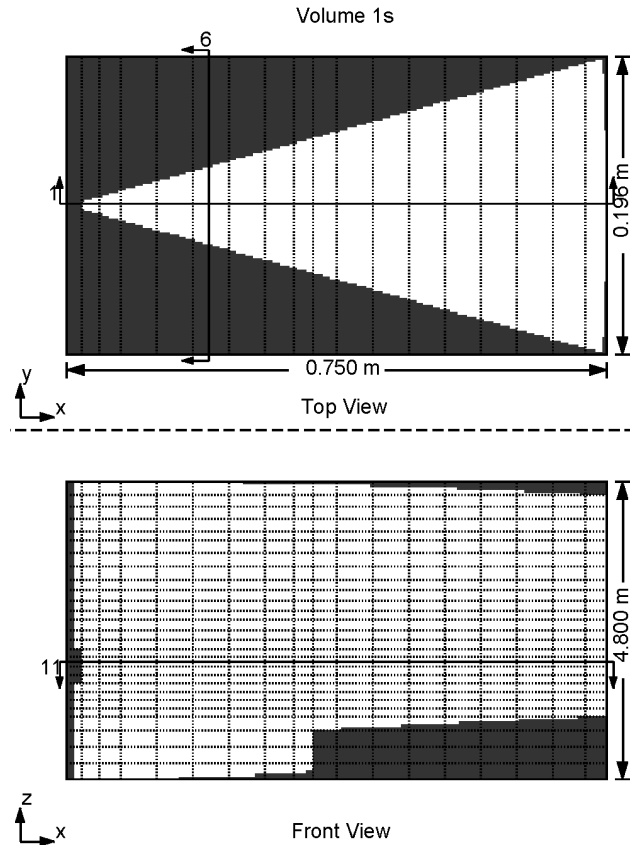 Volume 1s
6
1
0.196 m
0.750 m
y
x
Top View
4.800 m
11
z
x
Front View